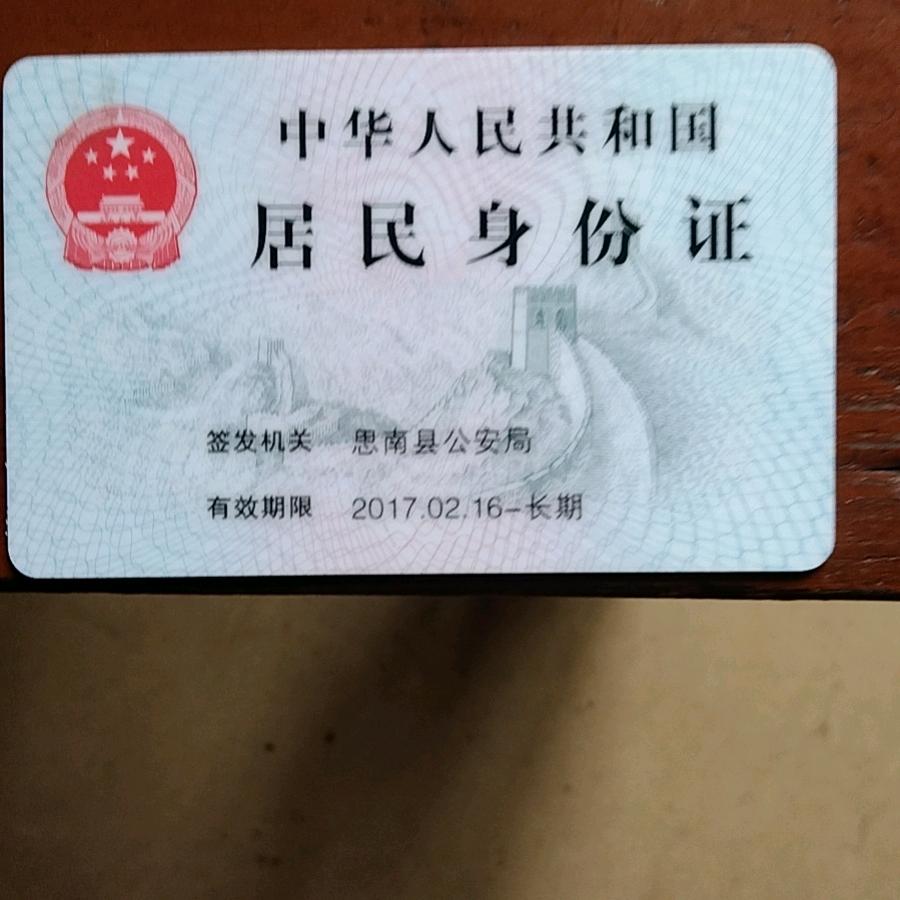 中华人民共和国
居民身份证
签发机关 思南县公安局
有效期限 2017.02.16-长期